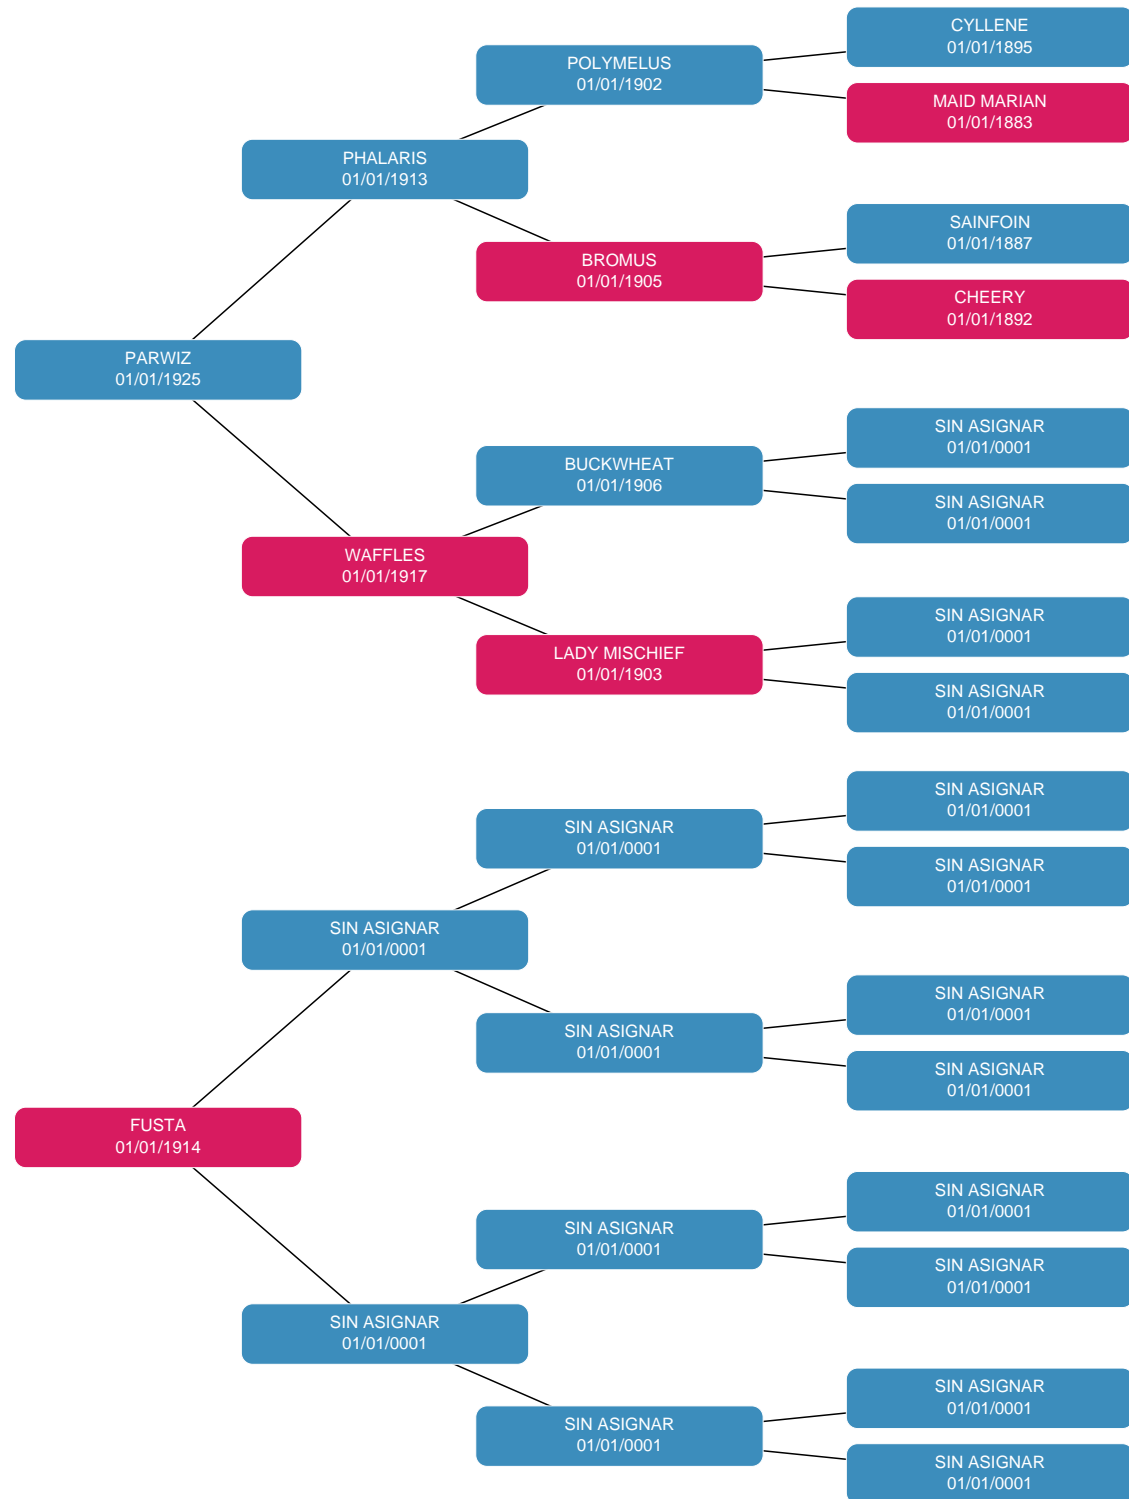 CYLLENE
01/01/1895
POLYMELUS
01/01/1902
MAID MARIAN
01/01/1883
PHALARIS
01/01/1913
SAINFOIN
01/01/1887
BROMUS
01/01/1905
CHEERY
01/01/1892
PARWIZ
01/01/1925
SIN ASIGNAR
01/01/0001
BUCKWHEAT
01/01/1906
SIN ASIGNAR
01/01/0001
WAFFLES
01/01/1917
SIN ASIGNAR
01/01/0001
LADY MISCHIEF
01/01/1903
SIN ASIGNAR
01/01/0001
SIN ASIGNAR
01/01/0001
SIN ASIGNAR
01/01/0001
SIN ASIGNAR
01/01/0001
SIN ASIGNAR
01/01/0001
SIN ASIGNAR
01/01/0001
SIN ASIGNAR
01/01/0001
SIN ASIGNAR
01/01/0001
FUSTA
01/01/1914
SIN ASIGNAR
01/01/0001
SIN ASIGNAR
01/01/0001
SIN ASIGNAR
01/01/0001
SIN ASIGNAR
01/01/0001
SIN ASIGNAR
01/01/0001
SIN ASIGNAR
01/01/0001
SIN ASIGNAR
01/01/0001